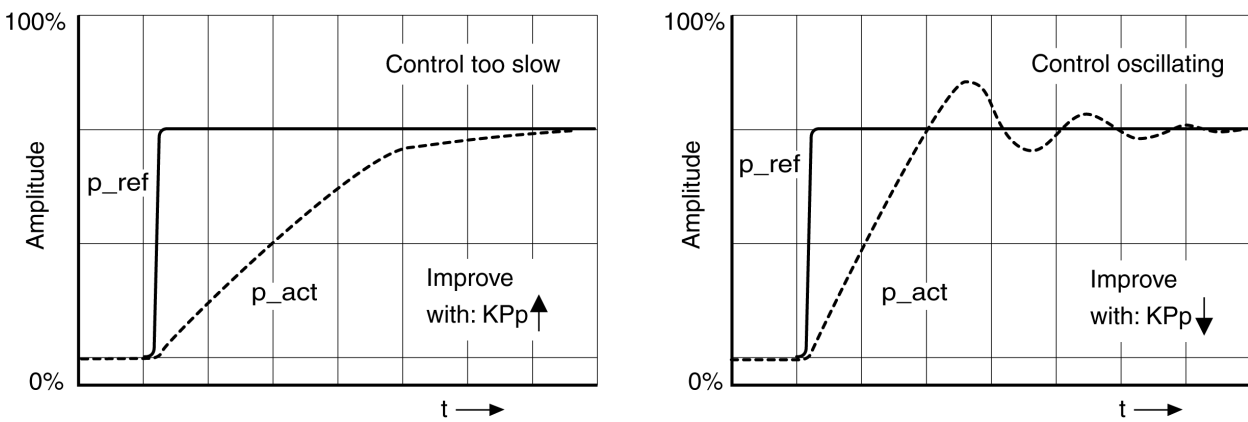 100%
Control too slow
p_ref
Amplitude
p_act
Improve
with: KPp
0%
t
100%
Control oscillating
p_ref
Amplitude
p_act
Improve
with: KPp
0%
t